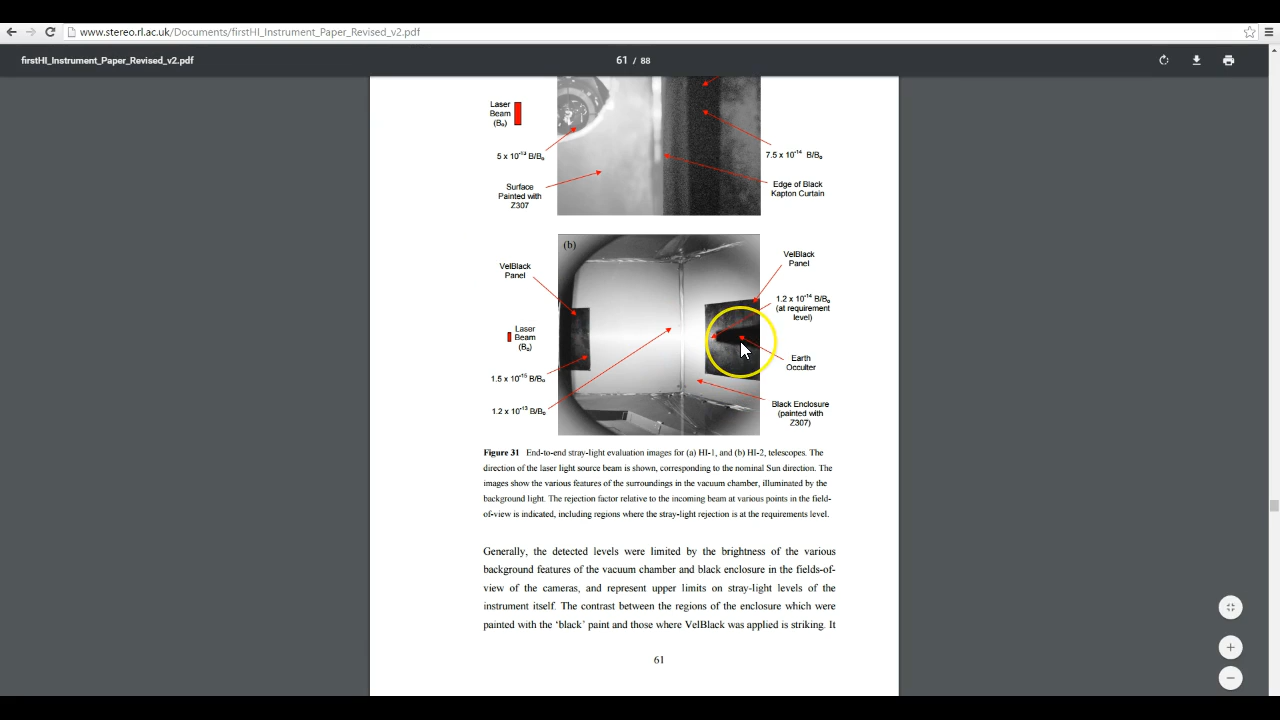 www.stereo.rl.ac.uk/Documents/firstHI_Instrument_Paper_Revised_v2.pdf
firstHI_Instrument_Paper_Revised_v2.pdf
61 / 88
Laser
Beam
(B₀)
5 x 10⁻¹³ B/B₀
7.5 x 10⁻¹⁴ B/B₀
Surface
Painted with
Z307
Edge of Black
Kapton Curtain
(b)
VelBlack
Panel
VelBlack
Panel
1.2 x 10⁻¹⁴ B/B₀
(at requirement
level)
Laser
Beam
(B₀)
Earth
Occulter
1.5 x 10⁻¹⁵ B/B₀
1.2 x 10⁻¹³ B/B₀
Black Enclosure
(painted with
Z307)
Figure 31 End-to-end stray-light evaluation images for (a) HI-1, and (b) HI-2, telescopes. The
direction of the laser light source beam is shown, corresponding to the nominal Sun direction. The
images show the various features of the surroundings in the vacuum chamber, illuminated by the
background light. The rejection factor relative to the incoming beam at various points in the field-
of-view is indicated, including regions where the stray-light rejection is at the requirements level.
Generally, the detected levels were limited by the brightness of the various
background features of the vacuum chamber and black enclosure in the fields-of-
view of the cameras, and represent upper limits on stray-light levels of the
instrument itself. The contrast between the regions of the enclosure which were
painted with the ‘black’ paint and those where VelBlack was applied is striking. It
61